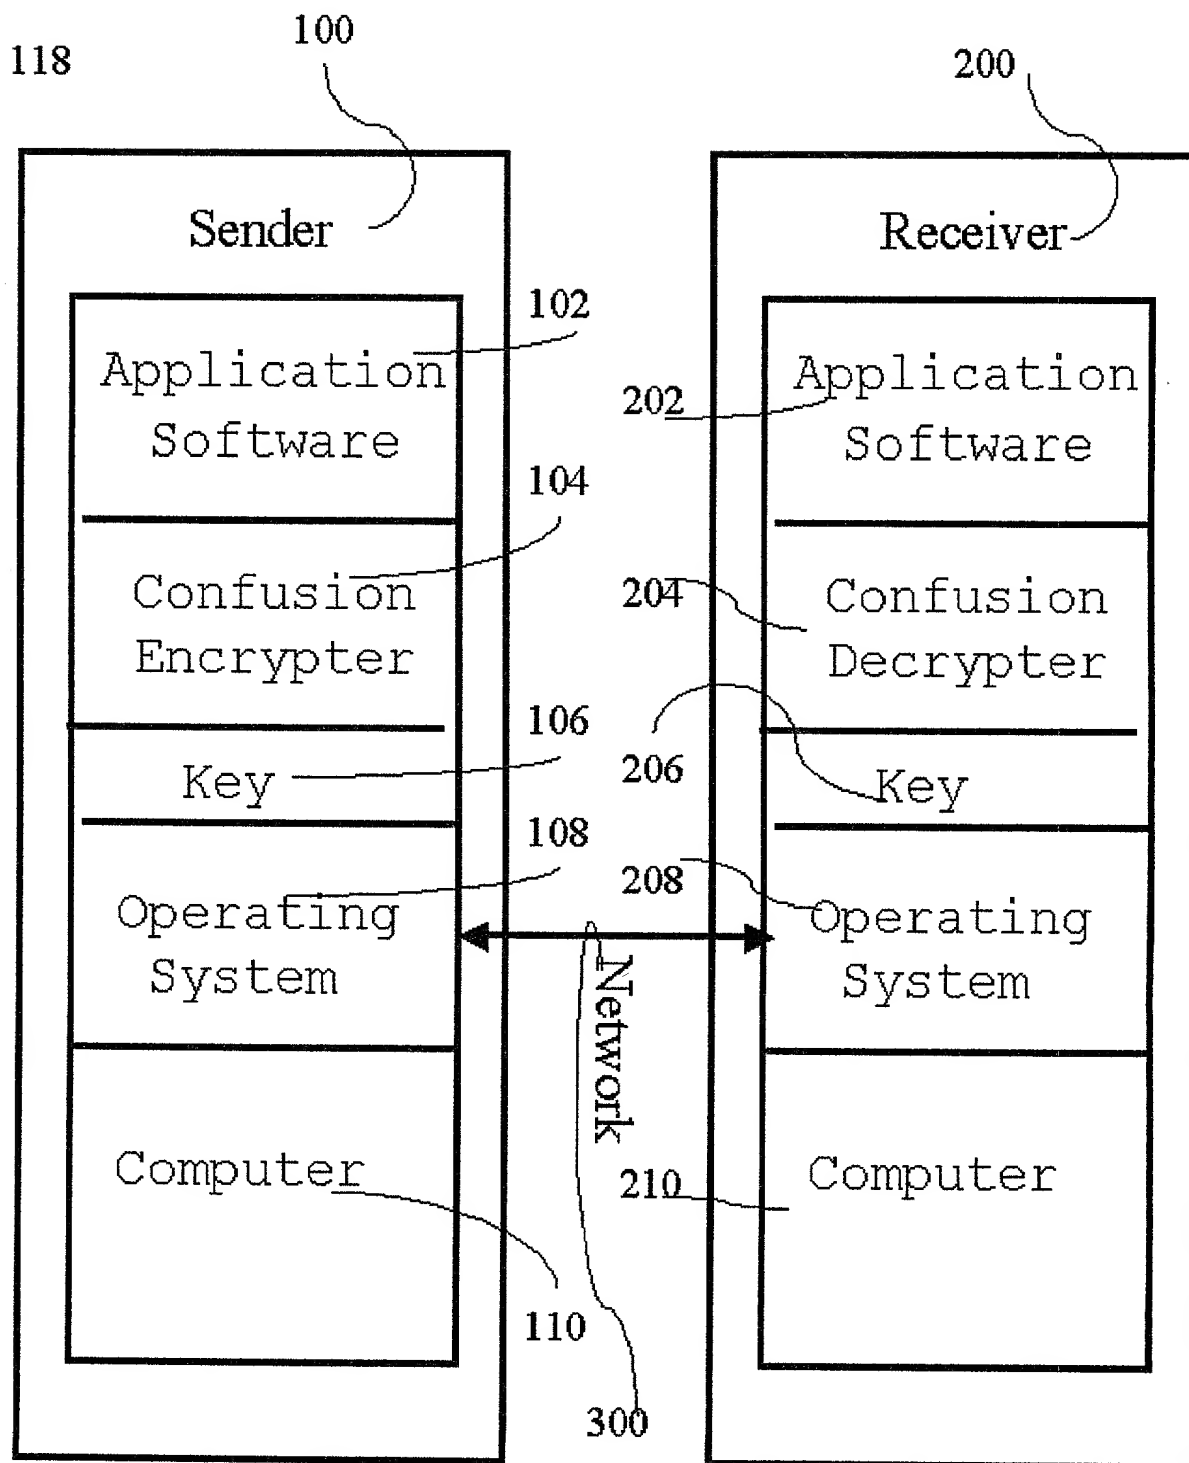 118
100
200
Sender
Receiver
102
Application
Software
202
Application
Software
104
Confusion
Encrypter
204
Confusion
Decrypter
106
Key
206
Key
108
Operating
System
208
Operating
System
Network
Computer
110
210
Computer
300